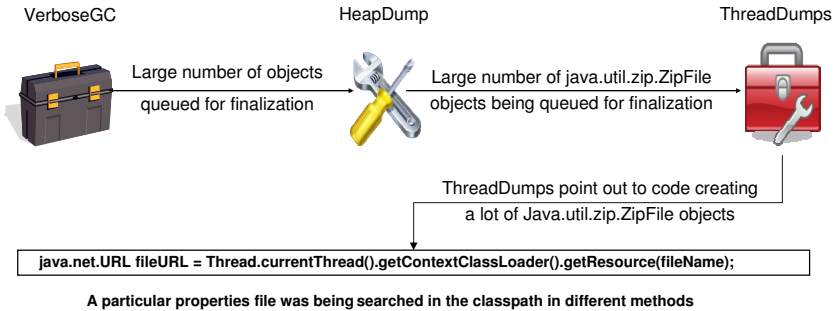 VerboseGC
HeapDump
ThreadDumps
Large number of objects
queued for finalization
Large number of java.util.zip.ZipFile
objects being queued for finalization
ThreadDumps point out to code creating
a lot of Java.util.zip.ZipFile objects
java.net.URL fileURL = Thread.currentThread().getContextClassLoader().getResource(fileName);
A particular properties file was being searched in the classpath in different methods